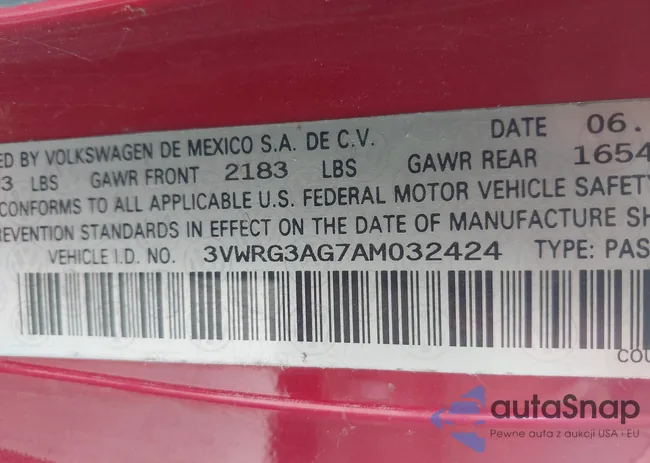 ED BY VOLKSWAGEN DE MEXICO S.A. DE C.V. DATE 06.
3 LBS GAWR FRONT 2183 LBS GAWR REAR 1654
CONFORMS TO ALL APPLICABLE U.S. FEDERAL MOTOR VEHICLE SAFETY
PREVENTION STANDARDS IN EFFECT ON THE DATE OF MANUFACTURE SH
VEHICLE I.D. NO. 3VWRG3AG7AM032424 TYPE: PAS
COU
autaSnap
Pewne auta z aukcji USA i EU